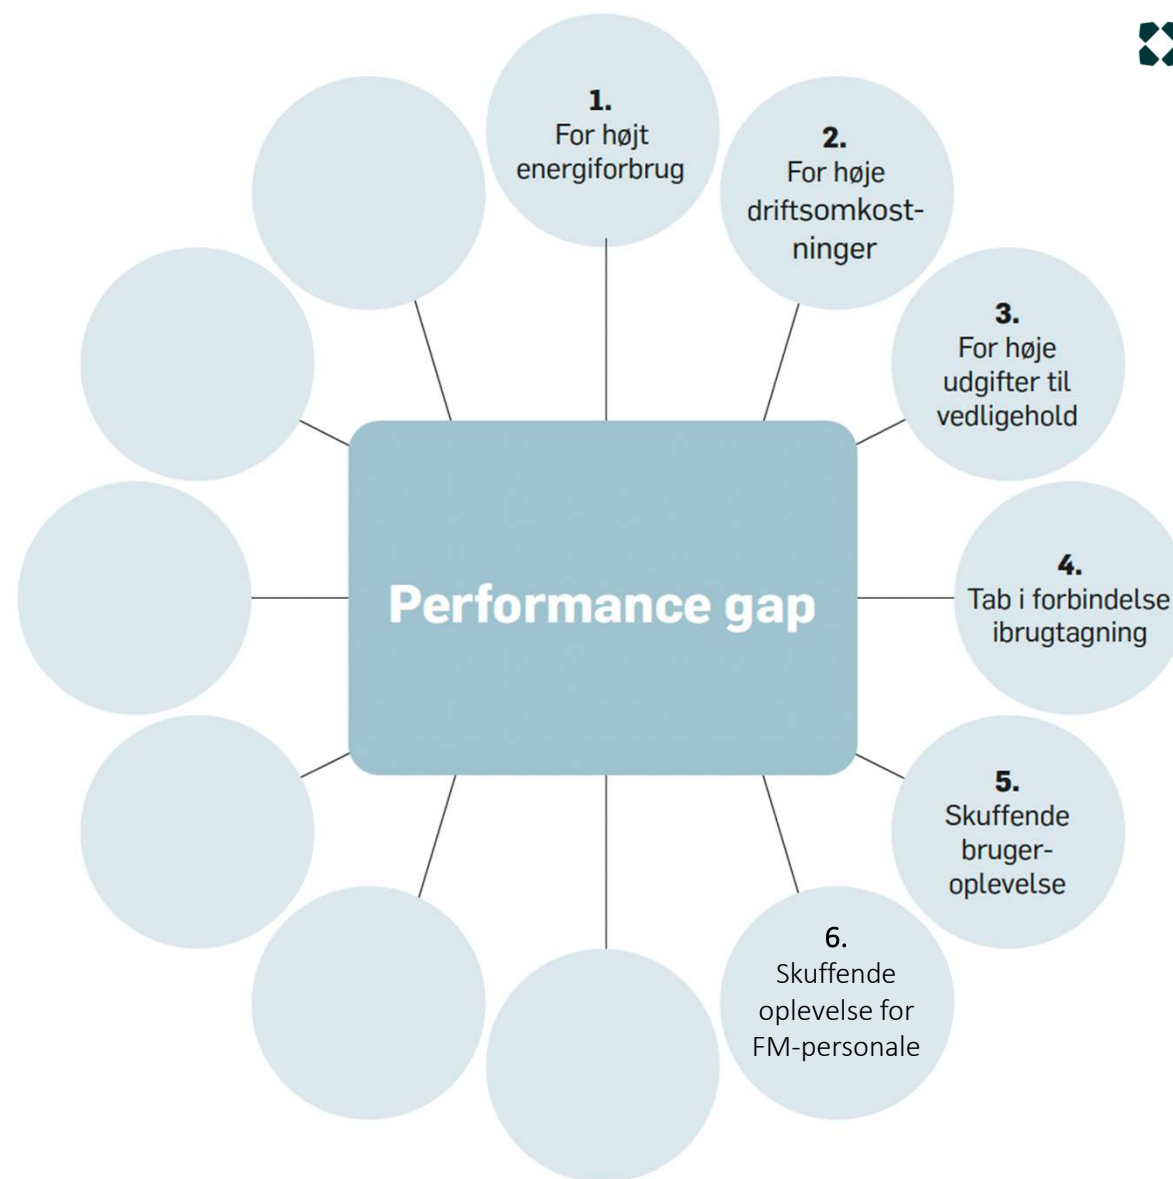 1.
For højt
energiforbrug
2.
For høje
driftsomkost-
ninger
3.
For høje
udgifter til
vedligehold
4.
Tab i forbindelse
ibrugtagning
5.
Skuffende
bruger-
oplevelse
6.
Skuffende
oplevelse for
FM-personale
Performance gap